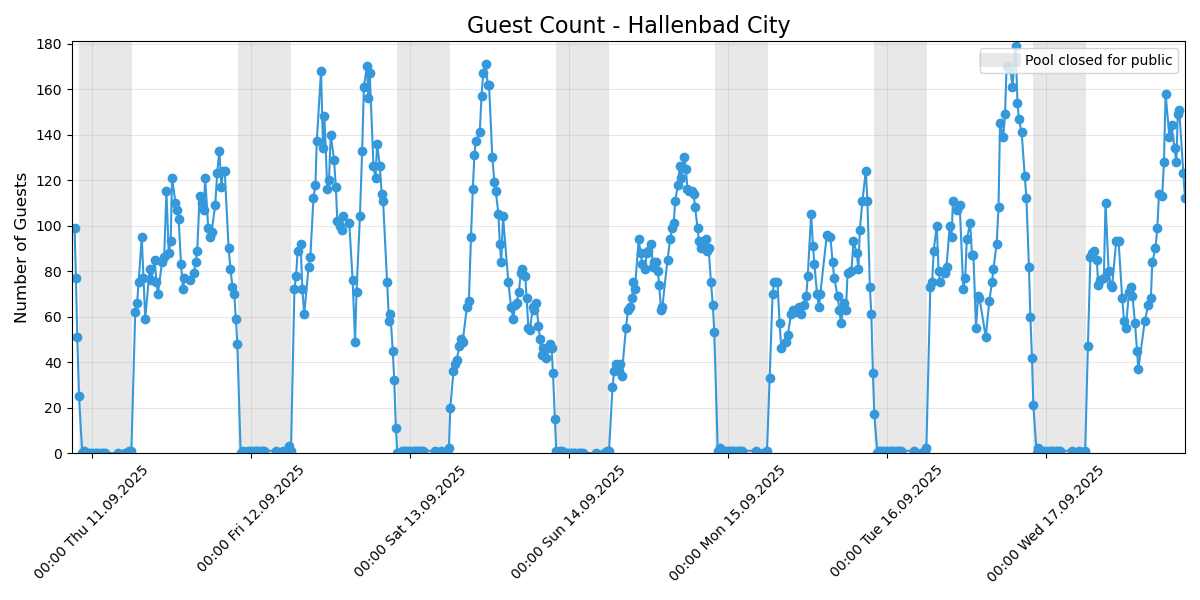 Guest Count - Hallenbad City
Pool closed for public
Number of Guests
180
160
140
120
100
80
60
40
20
0
00:00 Thu 11.09.2025
00:00 Fri 12.09.2025
00:00 Sat 13.09.2025
00:00 Sun 14.09.2025
00:00 Mon 15.09.2025
00:00 Tue 16.09.2025
00:00 Wed 17.09.2025